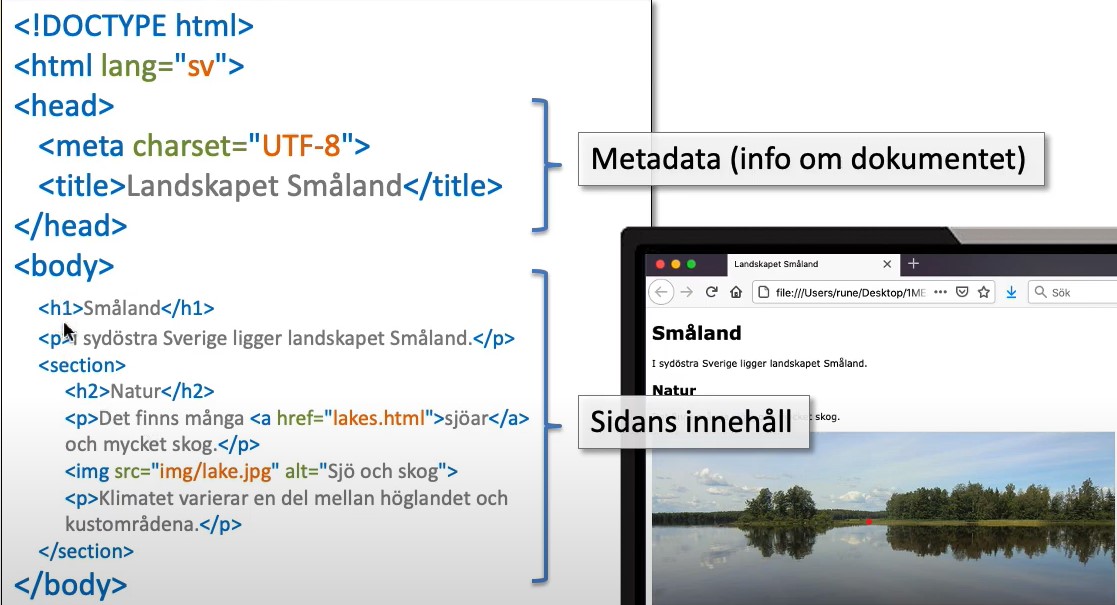 <!DOCTYPE html>
<html lang="sv">
<head>
<meta charset="UTF-8">
<title>Landskapet Småland</title>
</head>
<body>
<h1>Småland</h1>
<p>I sydöstra Sverige ligger landskapet Småland.</p>
<section>
<h2>Natur</h2>
<p>Det finns många <a href="lakes.html">sjöar</a>
och mycket skog.</p>
<img src="img/lake.jpg" alt="Sjö och skog">
<p>Klimatet varierar en del mellan höglandet och
kustområdena.</p>
</section>
</body>
Metadata (info om dokumentet)
Sidans innehåll
Landskapet Småland
file:///Users/rune/Desktop/1ME
Sök
Småland
I sydöstra Sverige ligger landskapet Småland.
Natur
skog.